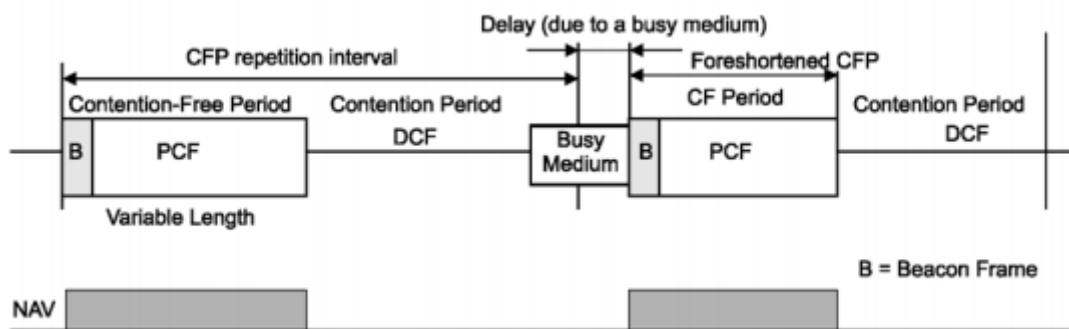 Delay (due to a busy medium)
CFP repetition interval
Foreshortened CFP
Contention-Free Period
Contention Period
CF Period
Contention Period
DCF
DCF
B
PCF
Busy
Medium
B
PCF
Variable Length
B = Beacon Frame
NAV